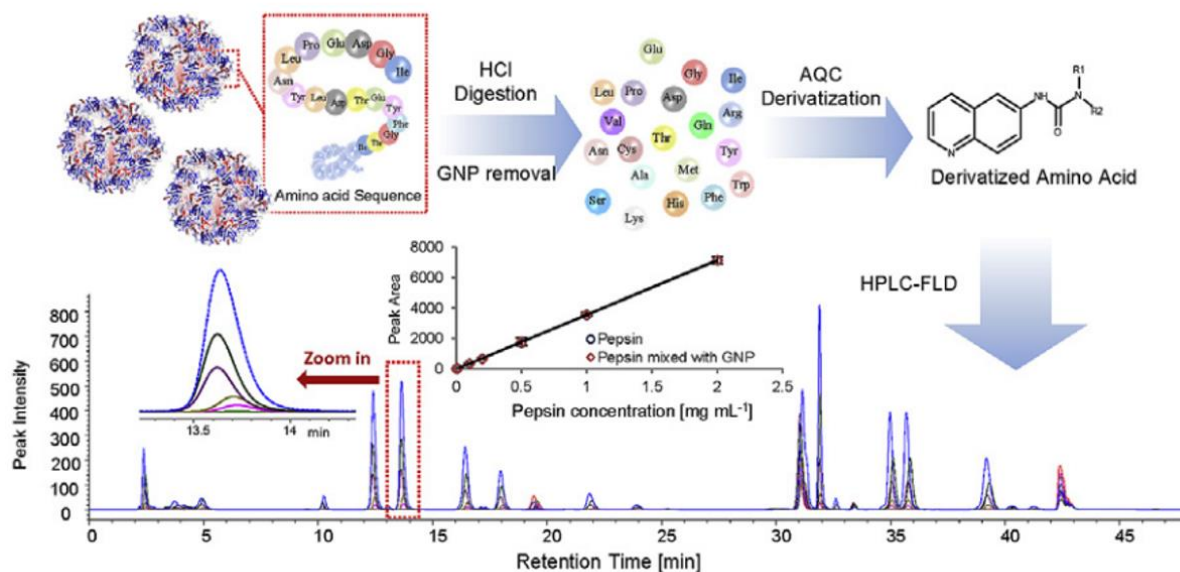 Pro Glu Asp Gly
Leu Ile
Asn
Tyr Leu Asp Thr Glu Tyr
Phe
Gly
Amino acid Sequence
HCl
Digestion
GNP removal
Glu
Gly Ile
Leu Pro Asp Arg
Val Thr Gln
Asn Cys Tyr
Ala Met Trp
Ser His Phe
Lys
AQC
Derivatization
R1
NH N R2
O
N
Derivatized Amino Acid
HPLC-FLD
Zoom in
13.5 14 min
Peak Area
8000
6000
4000
2000
0
0 0.5 1 1.5 2 2.5
Pepsin
Pepsin mixed with GNP
Pepsin concentration [mg mL-1]
Peak Intensity
800
700
600
500
400
300
200
100
0
0 5 10 15 20 25 30 35 40 45
Retention Time [min]